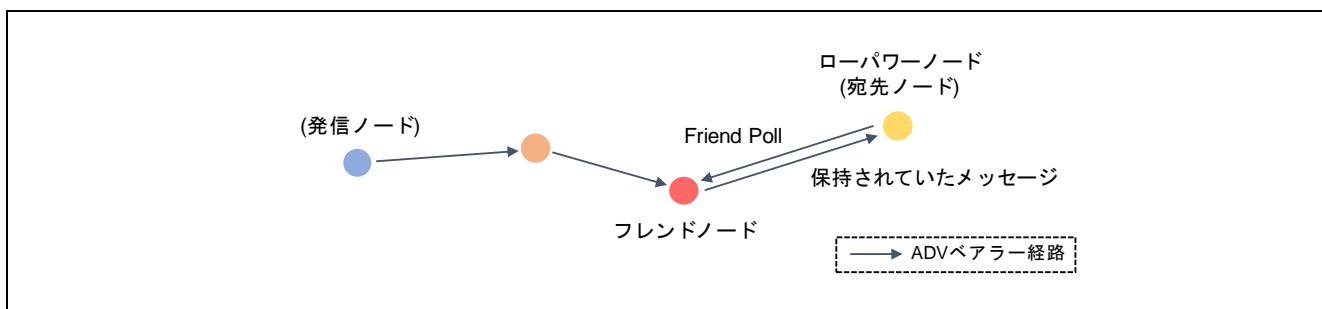 ローパワーノード
(宛先ノード)
(発信ノード)
Friend Poll
保持されていたメッセージ
フレンドノード
ADVベアラー経路